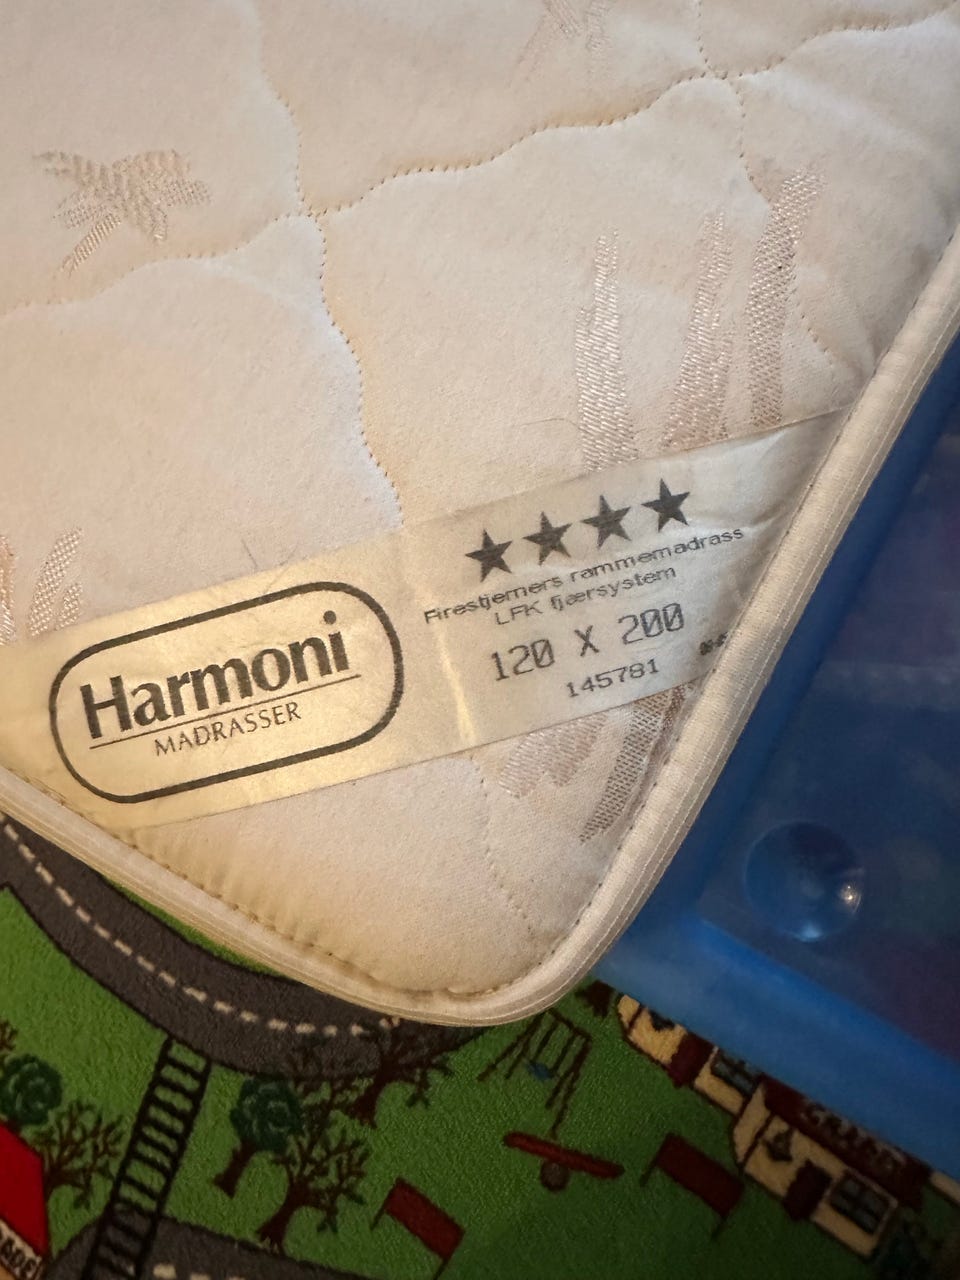 Harmoni
MADRASSER
Firestjerners rammemadrass
LFK fjærsystem
120 X 200
145781